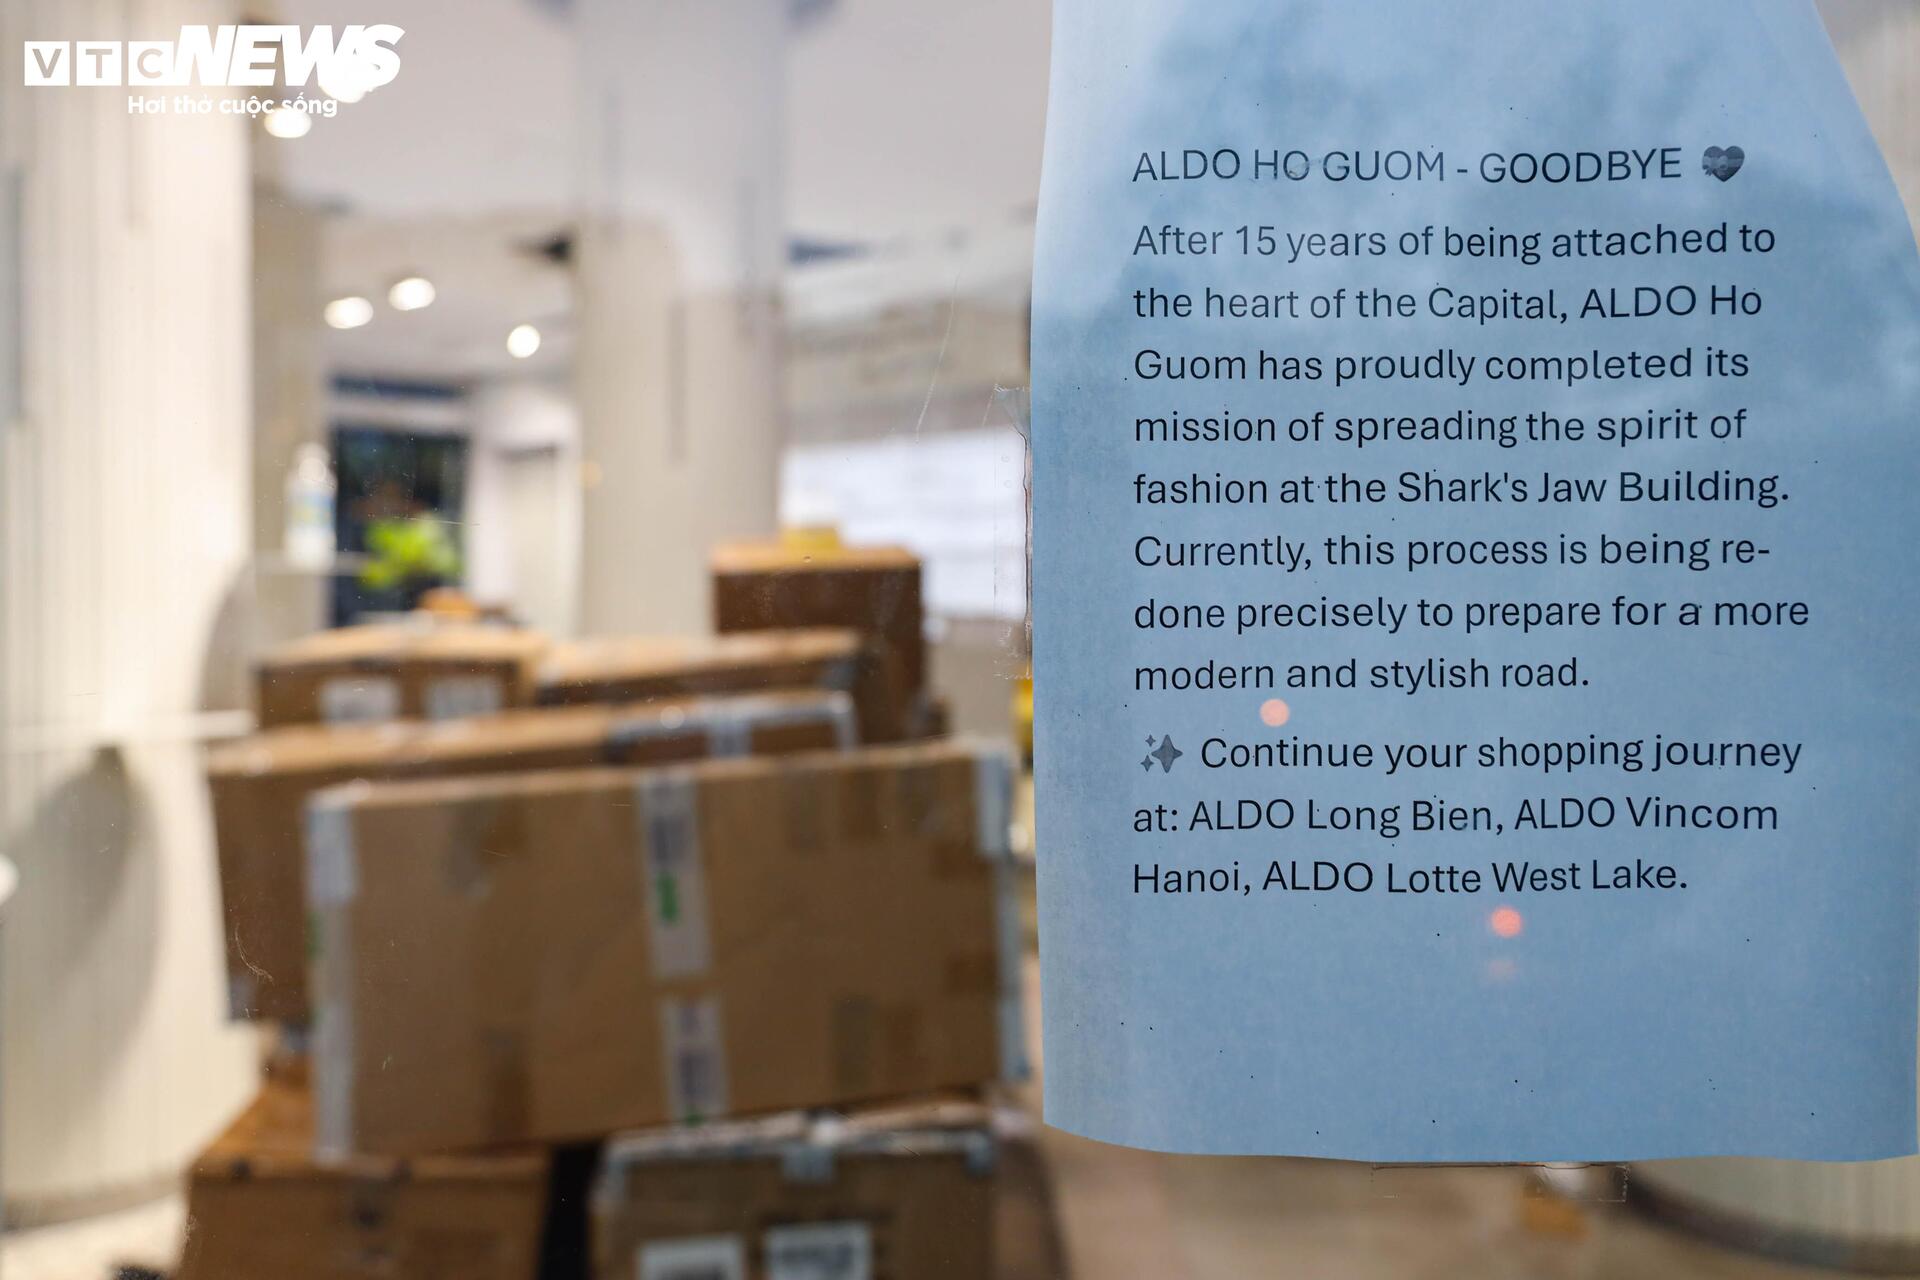 VTC NEWS
Hơi thở cuộc sống
ALDO HO GUOM - GOODBYE 💝
After 15 years of being attached to
the heart of the Capital, ALDO Ho
Guom has proudly completed its
mission of spreading the spirit of
fashion at the Shark's Jaw Building.
Currently, this process is being re-
done precisely to prepare for a more
modern and stylish road.
✨ Continue your shopping journey
at: ALDO Long Bien, ALDO Vincom
Hanoi, ALDO Lotte West Lake.